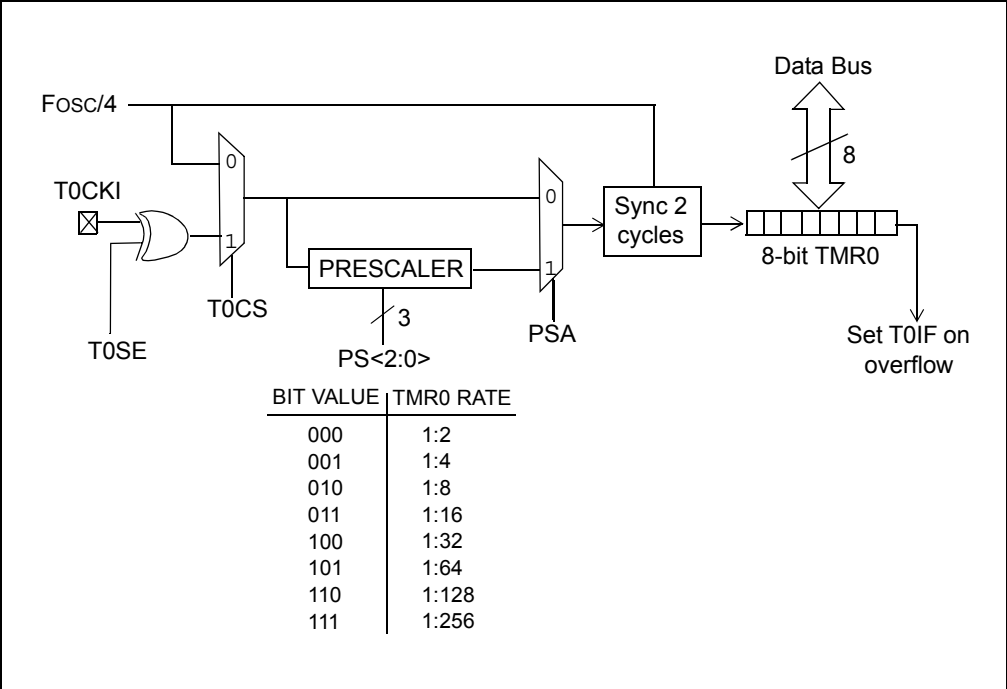 Data Bus
FOSC/4
8
0
T0CKI
0
Sync 2
cycles
1
8-bit TMR0
PRESCALER
1
T0CS
3
PSA
T0SE
Set T0IF on
overflow
PS<2:0>
BIT VALUE TMR0 RATE
000 1:2
001 1:4
010 1:8
011 1:16
100 1:32
101 1:64
110 1:128
111 1:256